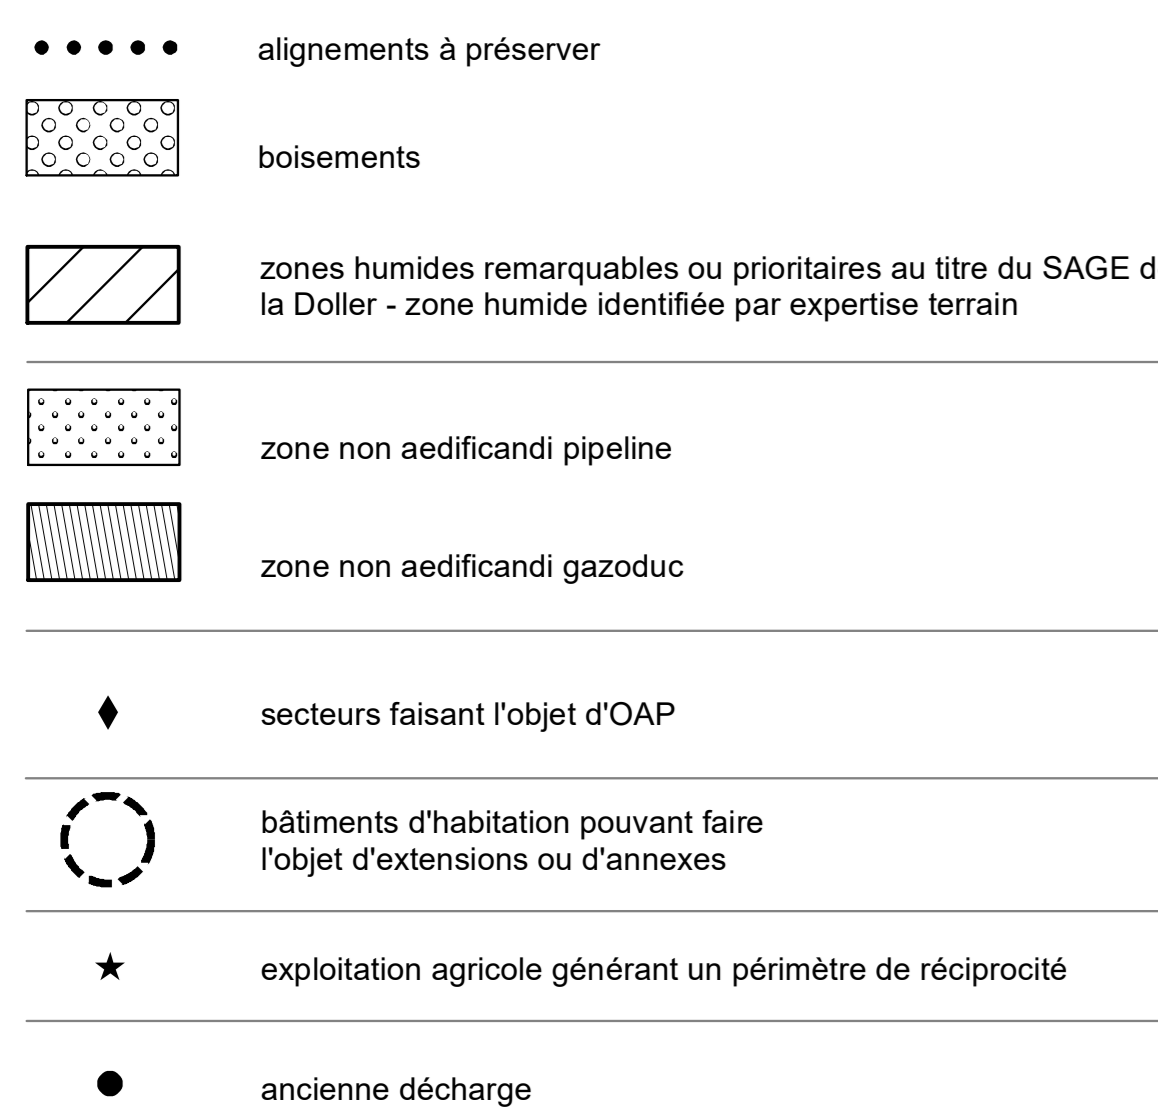 alignements à préserver
boisements
zones humides remarquables ou prioritaires au titre du SAGE d
la Doller - zone humide identifiée par expertise terrain
zone non aedificandi pipeline
zone non aedificandi gazoduc
secteurs faisant l'objet d'OAP
bâtiments d'habitation pouvant faire
l'objet d'extensions ou d'annexes
exploitation agricole générant un périmètre de réciprocité
ancienne décharge